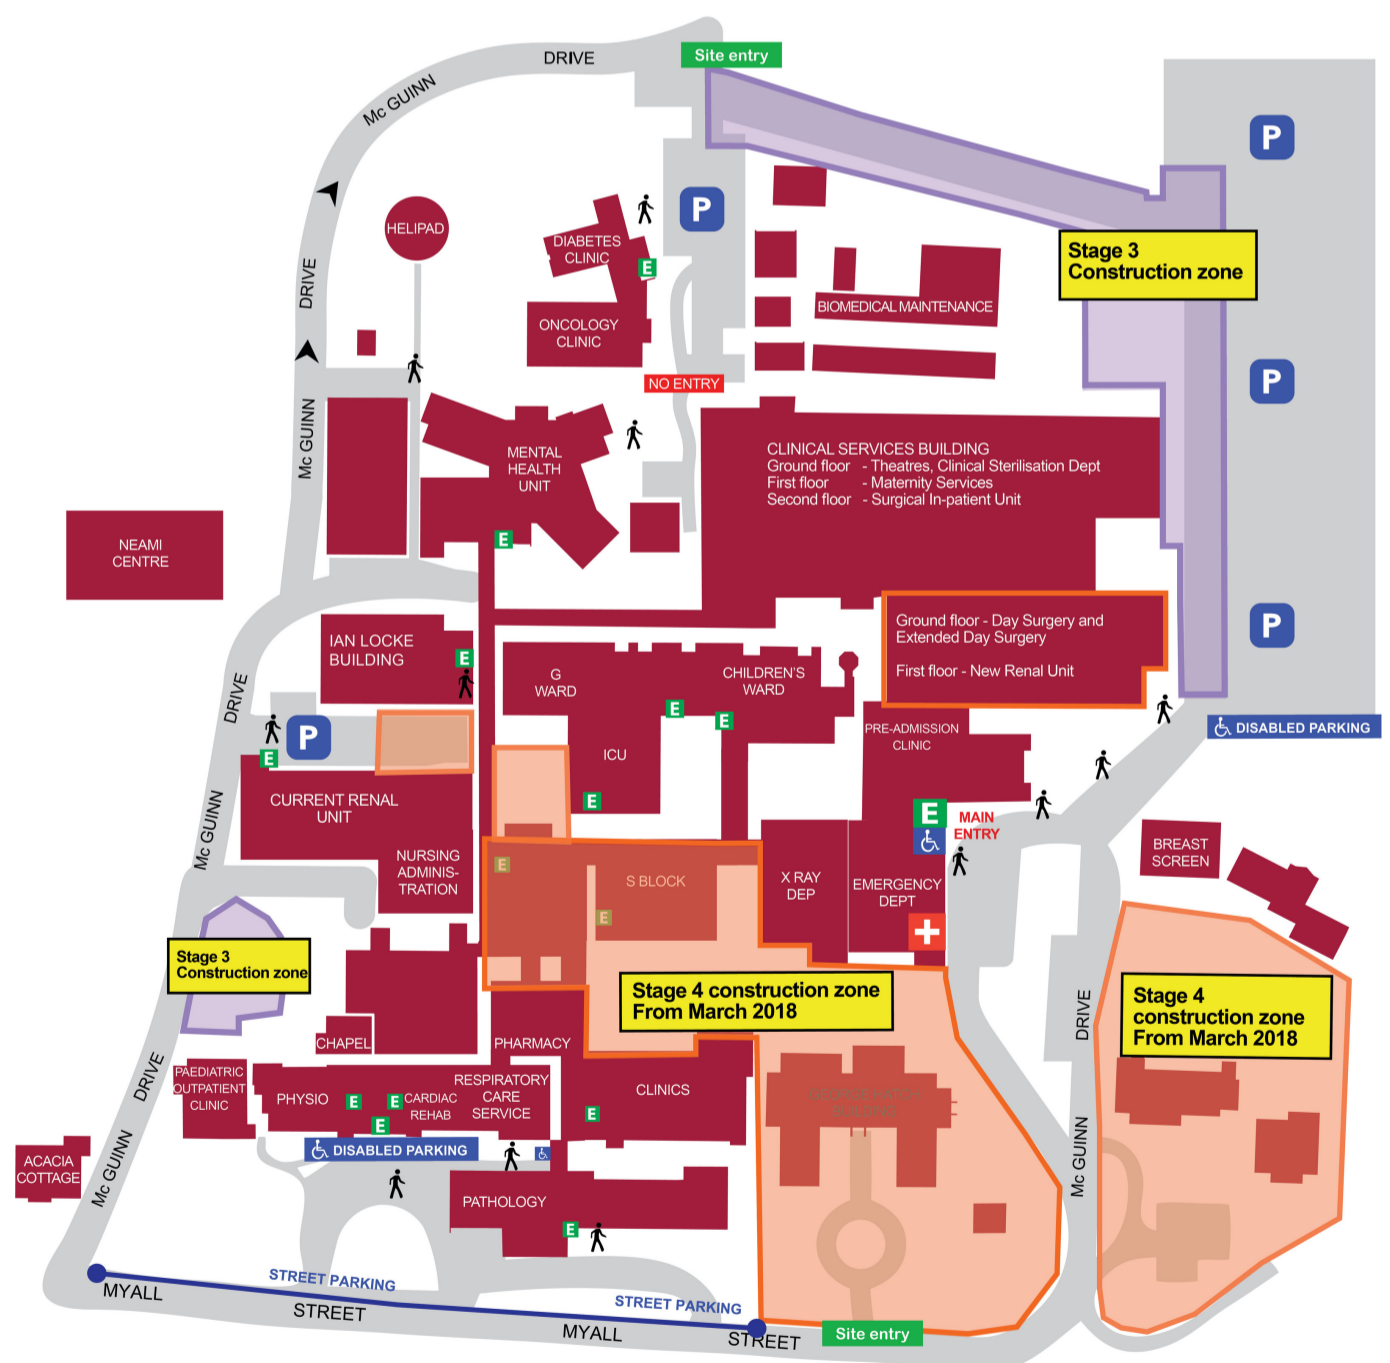 Site entry
DRIVE
Mc GUINN
P
P
HELIPAD
DIABETES
CLINIC
E
Stage 3
Construction zone
DRIVE
BIOMEDICAL MAINTENANCE
ONCOLOGY
CLINIC
NO ENTRY
P
Mc GUINN
MENTAL
HEALTH
UNIT
E
CLINICAL SERVICES BUILDING
Ground floor - Theatres, Clinical Sterilisation Dept
First floor - Maternity Services
Second floor - Surgical In-patient Unit
NEAMI
CENTRE
IAN LOCKE
BUILDING
E
G
WARD
CHILDREN'S
WARD
E
E
Ground floor - Day Surgery and
Extended Day Surgery
First floor - New Renal Unit
P
DRIVE
P
E
ICU
E
PRE-ADMISSION
CLINIC
DISABLED PARKING
CURRENT RENAL
UNIT
E
MAIN
ENTRY
Mc GUINN
NURSING
ADMINIS-
TRATION
E
S BLOCK
E
X RAY
DEP
EMERGENCY
DEPT
BREAST
SCREEN
Stage 3
Construction zone
Stage 4 construction zone
From March 2018
Stage 4
construction zone
From March 2018
DRIVE
CHAPEL
PHARMACY
DRIVE
PAEDIATRIC
OUTPATIENT
CLINIC
PHYSIO
E
E
CARDIAC
REHAB
E
RESPIRATORY
CARE
SERVICE
CLINICS
E
DISABLED PARKING
ACACIA
COTTAGE
Mc GUINN
Mc GUINN
PATHOLOGY
E
STREET PARKING
STREET PARKING
MYALL
STREET
MYALL
STREET
Site entry